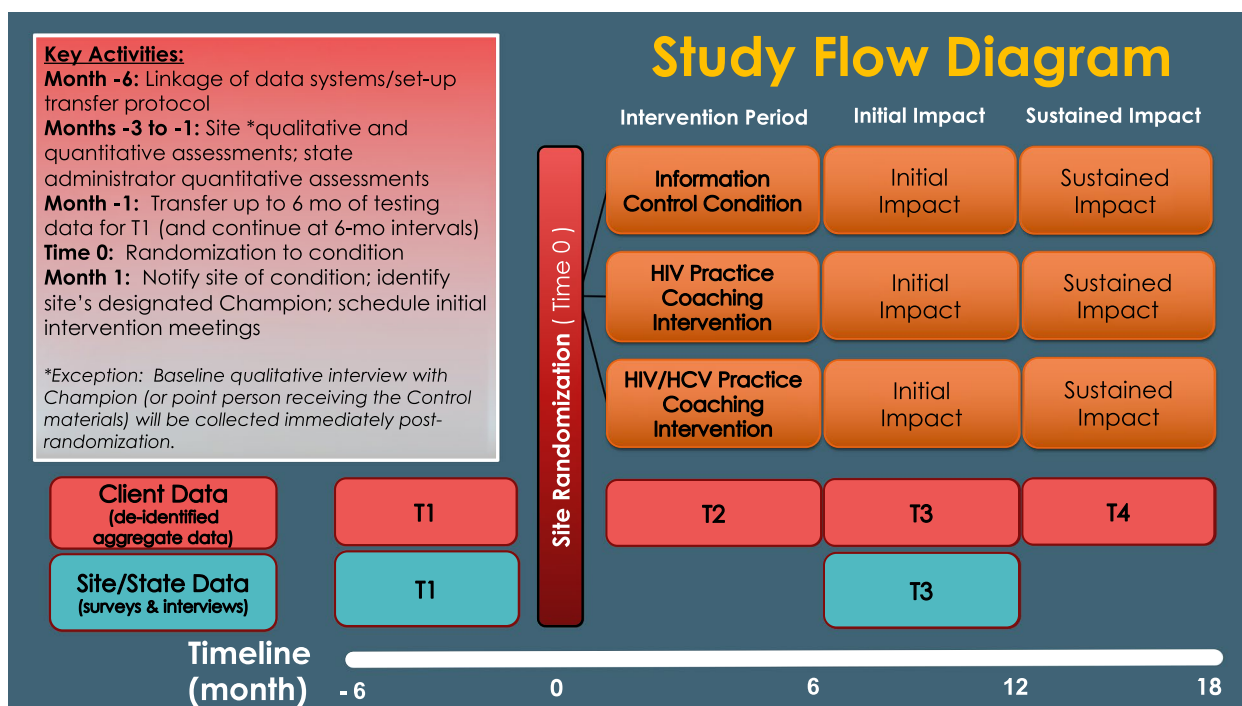 Study Flow Diagram
Key Activities:
Month -6: Linkage of data systems/set-up
transfer protocol
Months -3 to -1: Site *qualitative and
quantitative assessments; state
administrator quantitative assessments
Month -1:  Transfer up to 6 mo of testing
data for T1 (and continue at 6-mo intervals)
Time 0:  Randomization to condition
Month 1:  Notify site of condition; identify
site's designated Champion; schedule initial
intervention meetings
*Exception:  Baseline qualitative interview with
Champion (or point person receiving the Control
materials) will be collected immediately post-
randomization.
Site Randomization ( Time 0 )
Intervention Period
Initial Impact
Sustained Impact
Information
Control Condition
Initial
Impact
Sustained
Impact
HIV Practice
Coaching
Intervention
Initial
Impact
Sustained
Impact
HIV/HCV Practice
Coaching
Intervention
Initial
Impact
Sustained
Impact
Client Data
(de-identified
aggregate data)
T1
T2
T3
T4
Site/State Data
(surveys & interviews)
T1
T3
Timeline
(month)
- 6
0
6
12
18